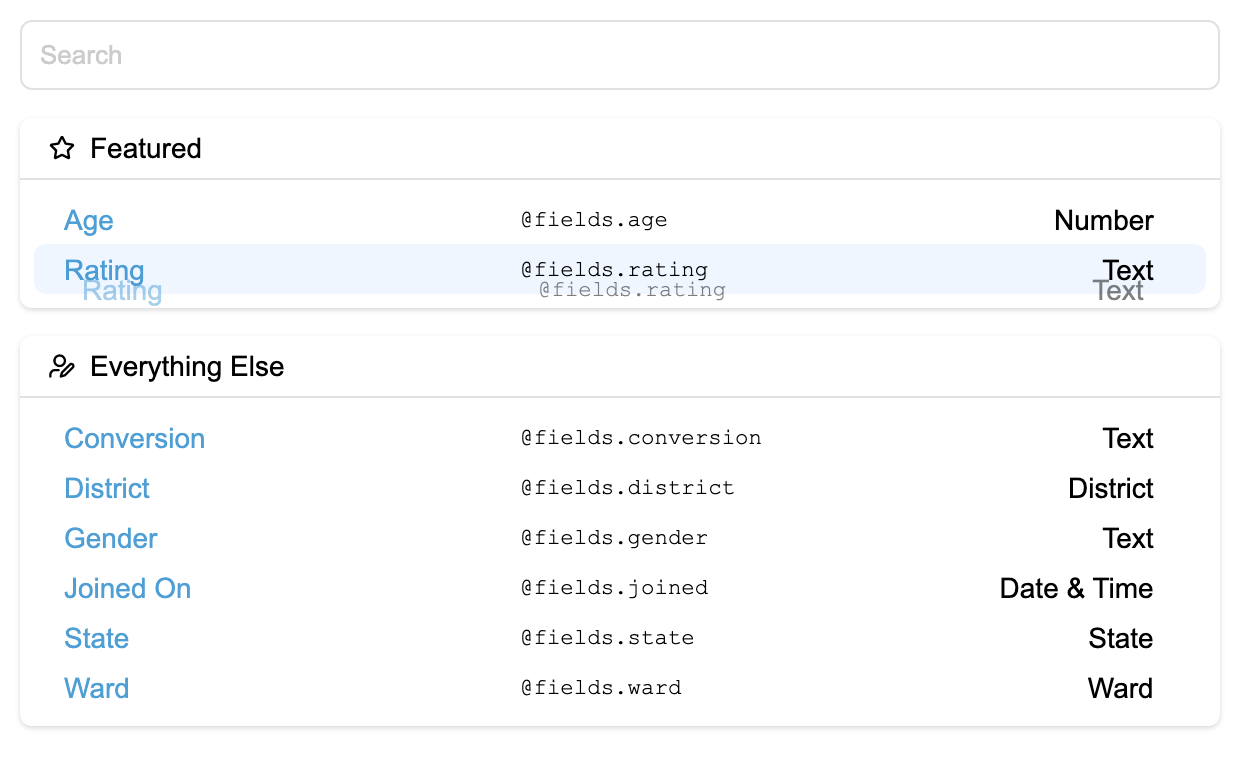 Search
Featured
Age @fields.age Number
Rating @fields.rating Text
Rating @fields.rating Text
Everything Else
Conversion @fields.conversion Text
District @fields.district District
Gender @fields.gender Text
Joined On @fields.joined Date & Time
State @fields.state State
Ward @fields.ward Ward